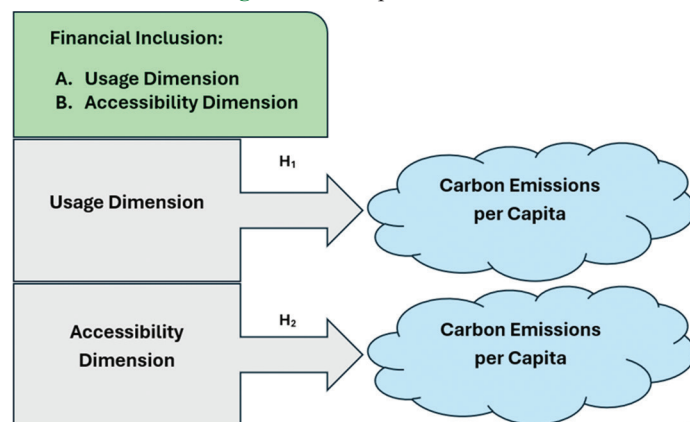 Financial Inclusion:
A. Usage Dimension
B. Accessibility Dimension
H₁
Usage Dimension
Carbon Emissions
per Capita
H₂
Accessibility
Dimension
Carbon Emissions
per Capita